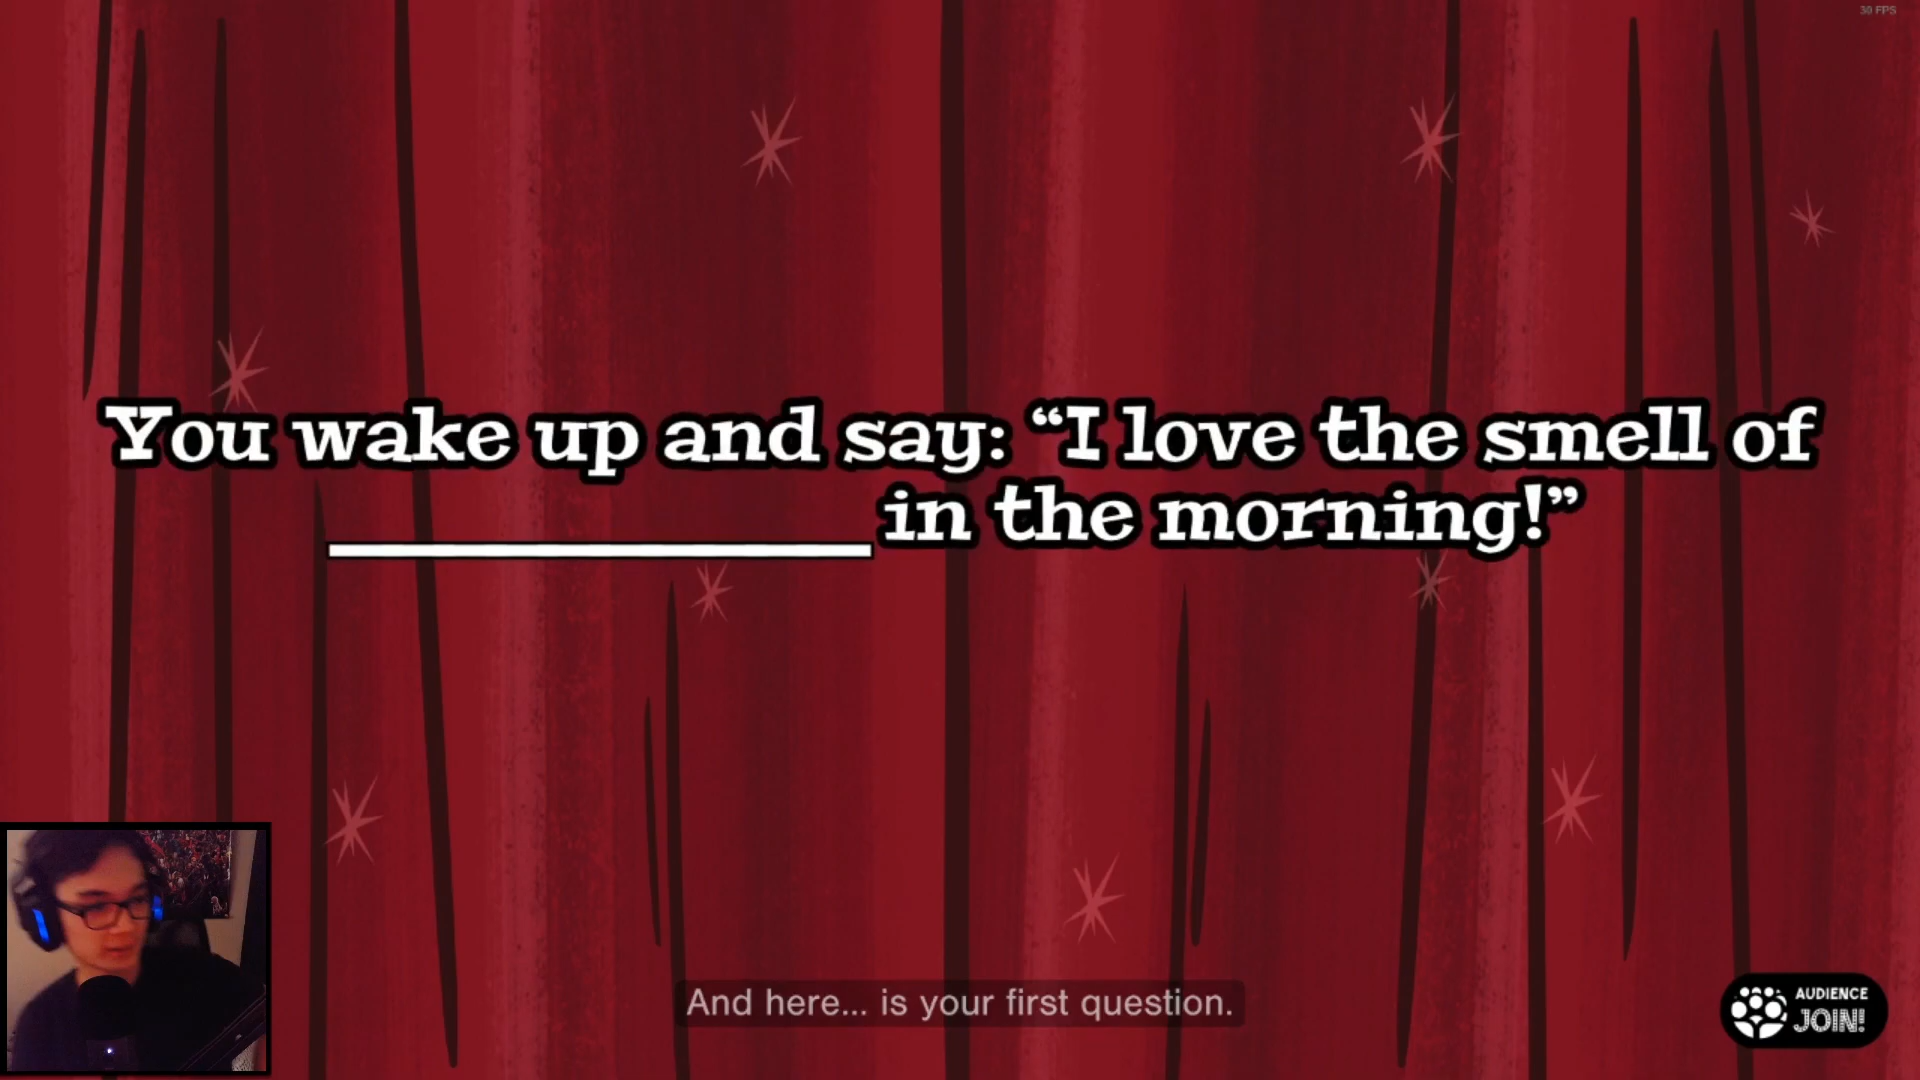 30 FPS
You wake up and say: “I love the smell of
__________ in the morning!”
And here... is your first question.
AUDIENCE
JOIN!